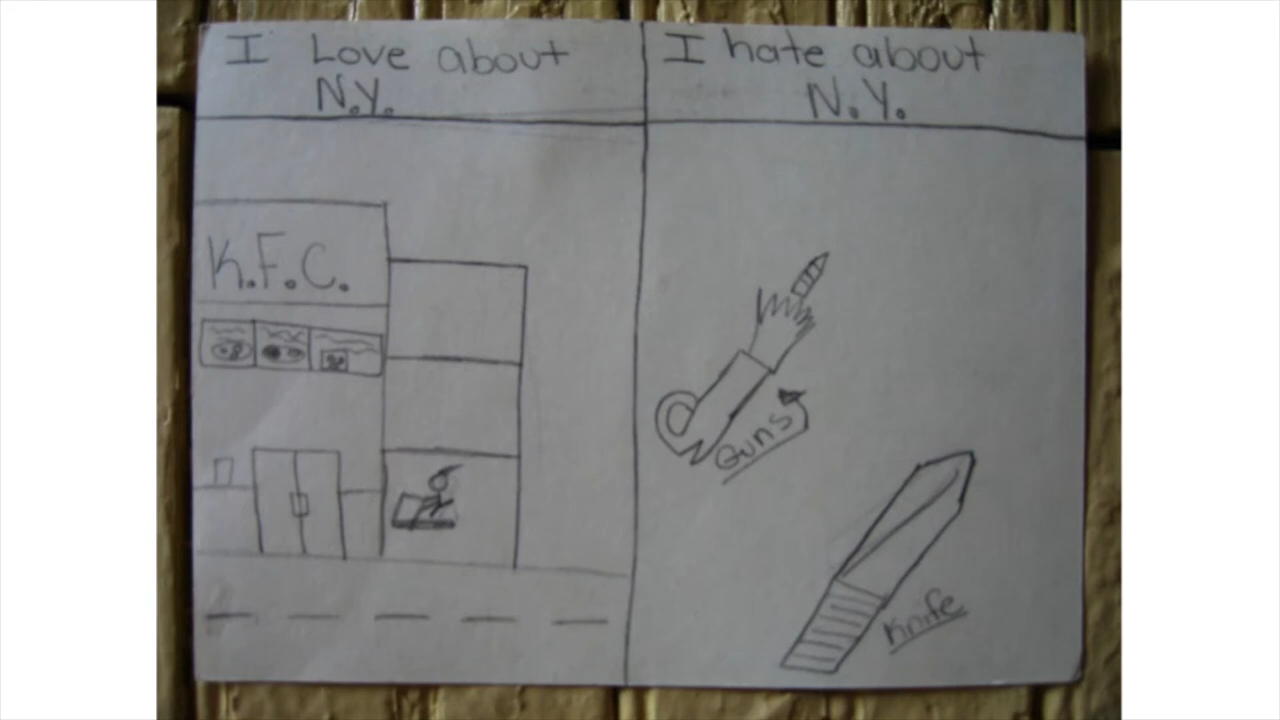 I Love about
N.Y.
I hate about
N.Y.
K.F.C.
Guns
Knife